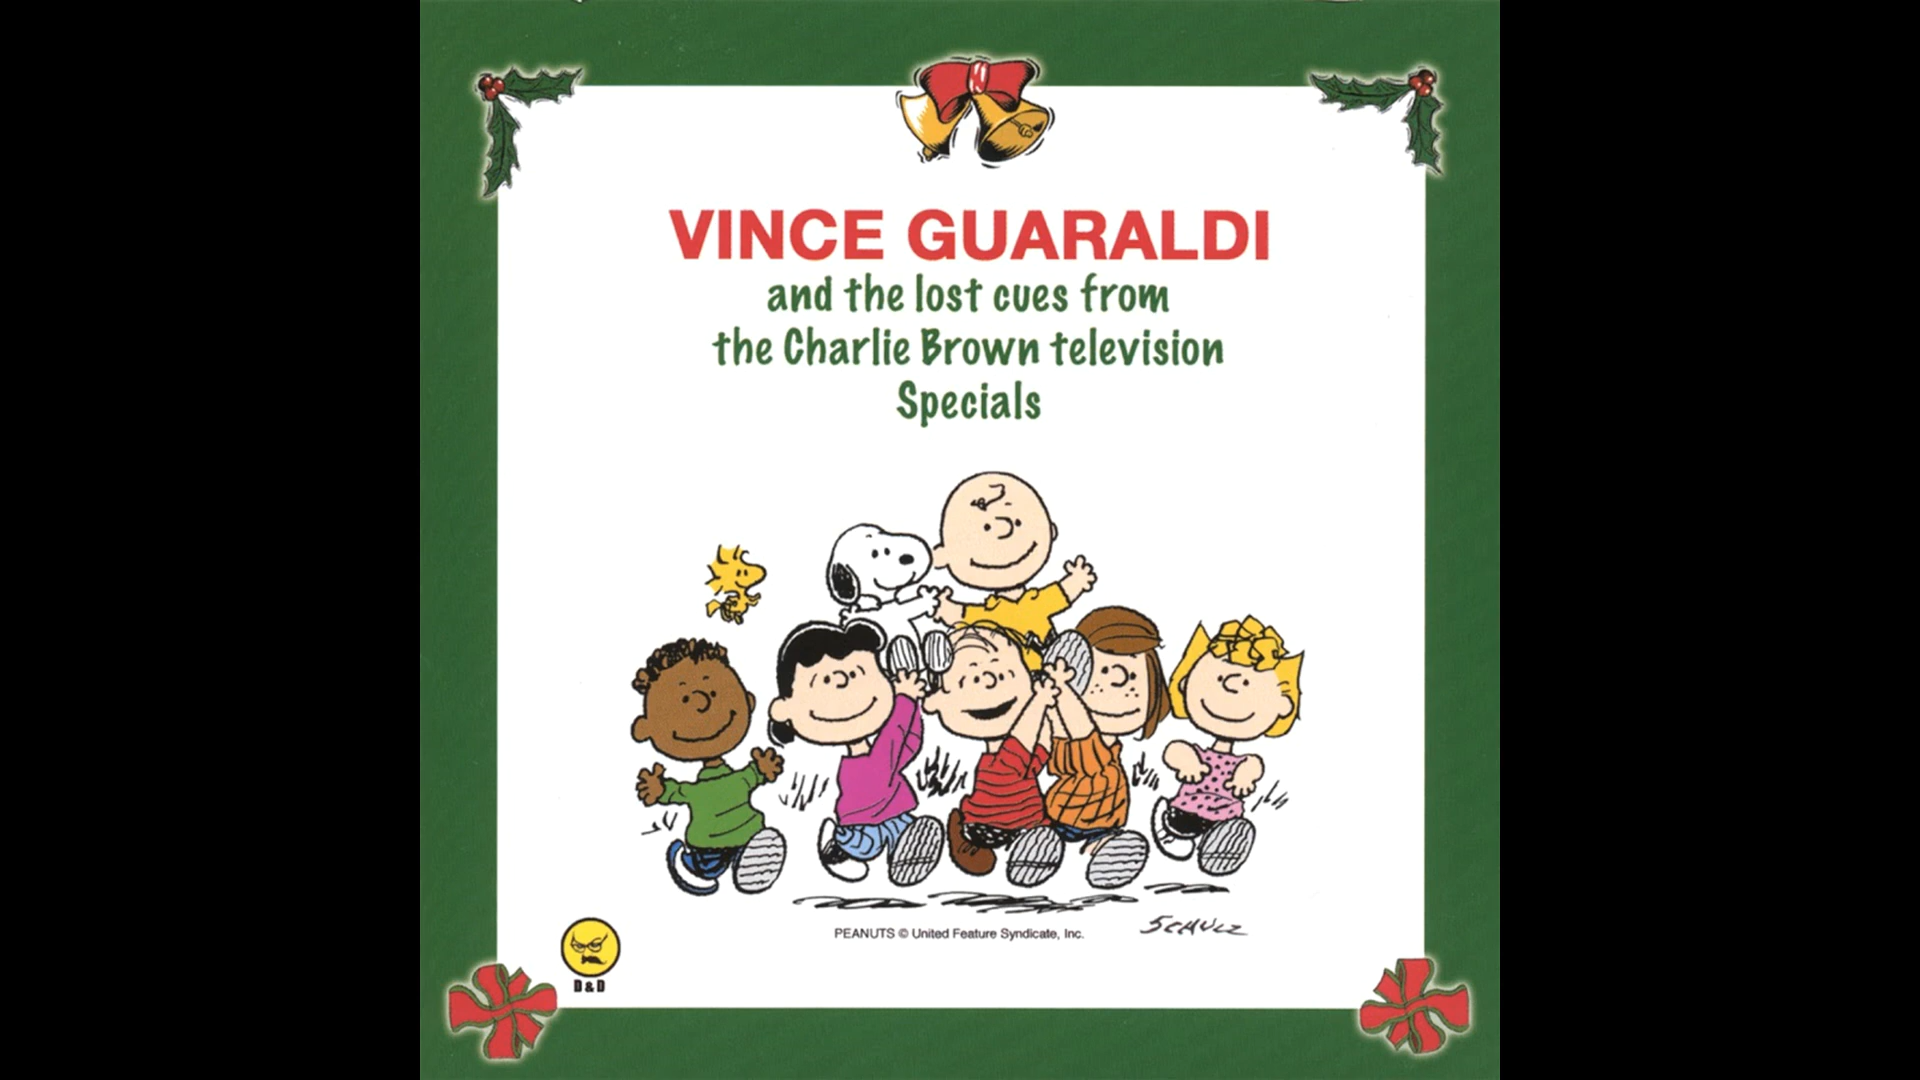 VINCE GUARALDI
and the lost cues from
the Charlie Brown television
Specials
SCHULZ
PEANUTS © United Feature Syndicate, Inc.
D&D